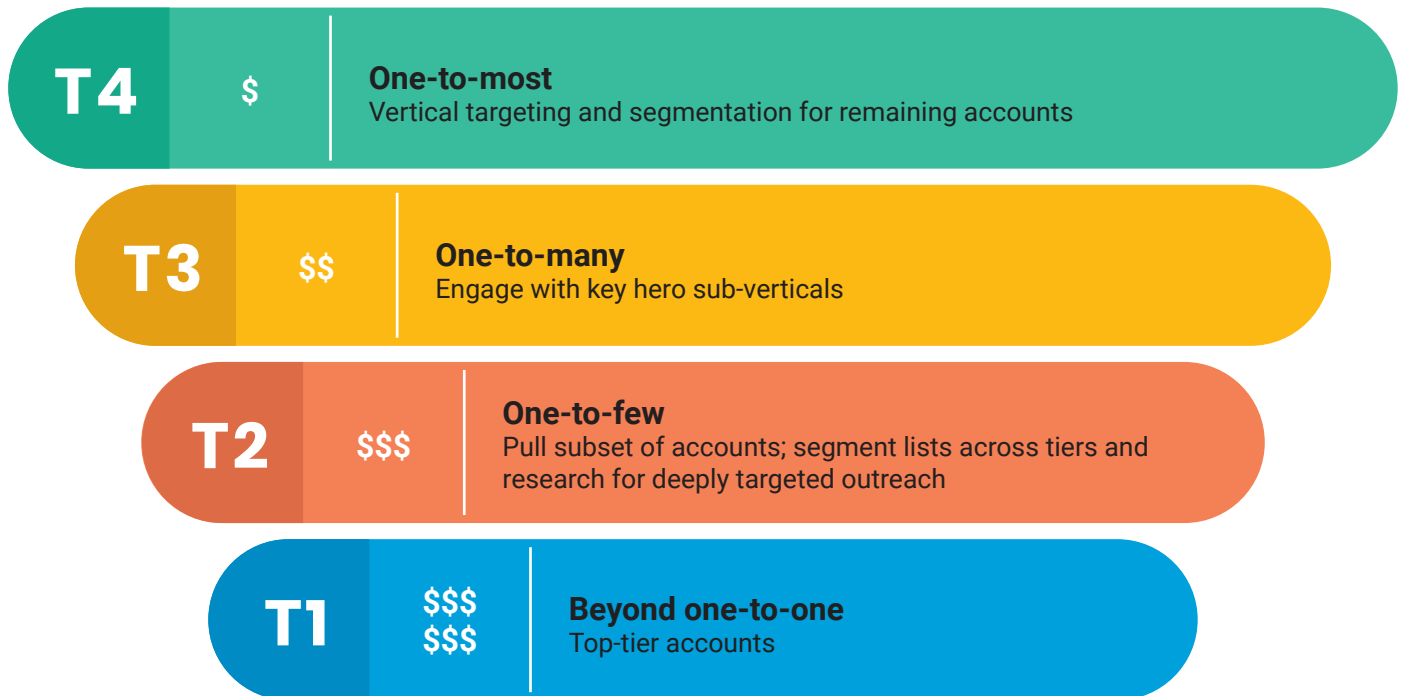 T4
$
One-to-most
Vertical targeting and segmentation for remaining accounts
T3
$$
One-to-many
Engage with key hero sub-verticals
T2
$$$
One-to-few
Pull subset of accounts; segment lists across tiers and
research for deeply targeted outreach
T1
$$$
$$$
Beyond one-to-one
Top-tier accounts